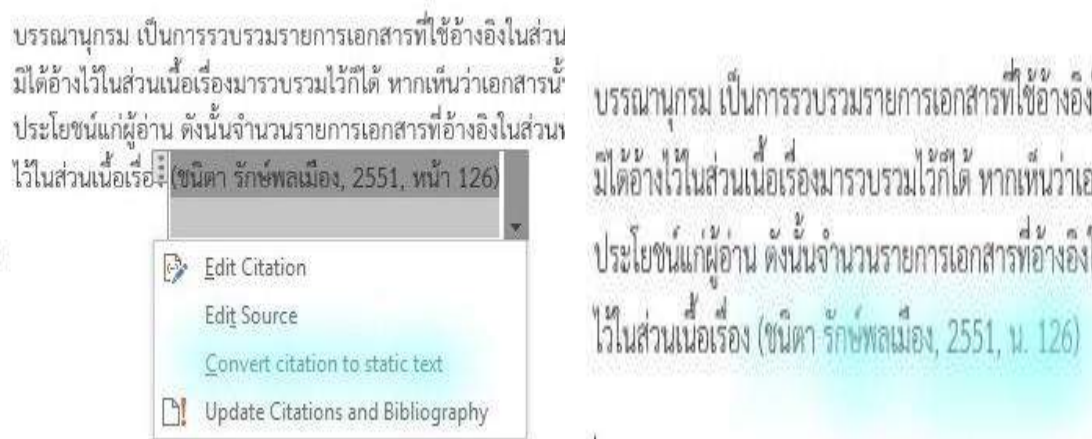 บรรณานุกรม เป็นการรวบรวมรายการเอกสารที่ใช้อ้างอิงในส่วน
มิได้อ้างไว้ในส่วนเนื้อเรื่องมารวบรวมไว้ก็ได้ หากเห็นว่าเอกสารนั้
ประโยชน์แก่ผู้อ่าน ดังนั้นจำนวนรายการเอกสารที่อ้างอิงในส่วน
ไว้ในส่วนเนื้อเรื่อง (ชนิตา รักษ์พลเมือง, 2551, หน้า 126)
Edit Citation
Edit Source
Convert citation to static text
Update Citations and Bibliography
บรรณานุกรม เป็นการรวบรวมรายการเอกสารที่ใช้อ้างอิง
มิได้อ้างไว้ในส่วนเนื้อเรื่องมารวบรวมไว้ก็ได้ หากเห็นว่าเอ
ประโยชน์แก่ผู้อ่าน ดังนั้นจำนวนรายการเอกสารที่อ้างอิง
ไว้ในส่วนเนื้อเรื่อง (ชนิตา รักษ์พลเมือง, 2551, น. 126)